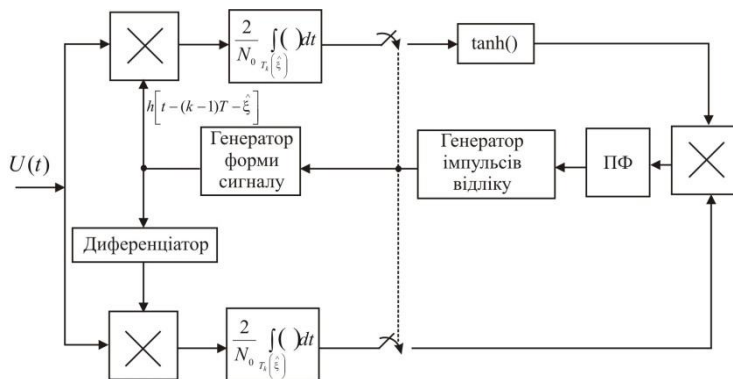 2/N₀ ∫( )dt
T_k(ξ̂)
tanh()
h[t−(k−1)T−ξ̂]
U(t)
Генератор
форми
сигналу
Генератор
імпульсів
відліку
ПФ
Диференціатор
2/N₀ ∫( )dt
T_k(ξ̂)